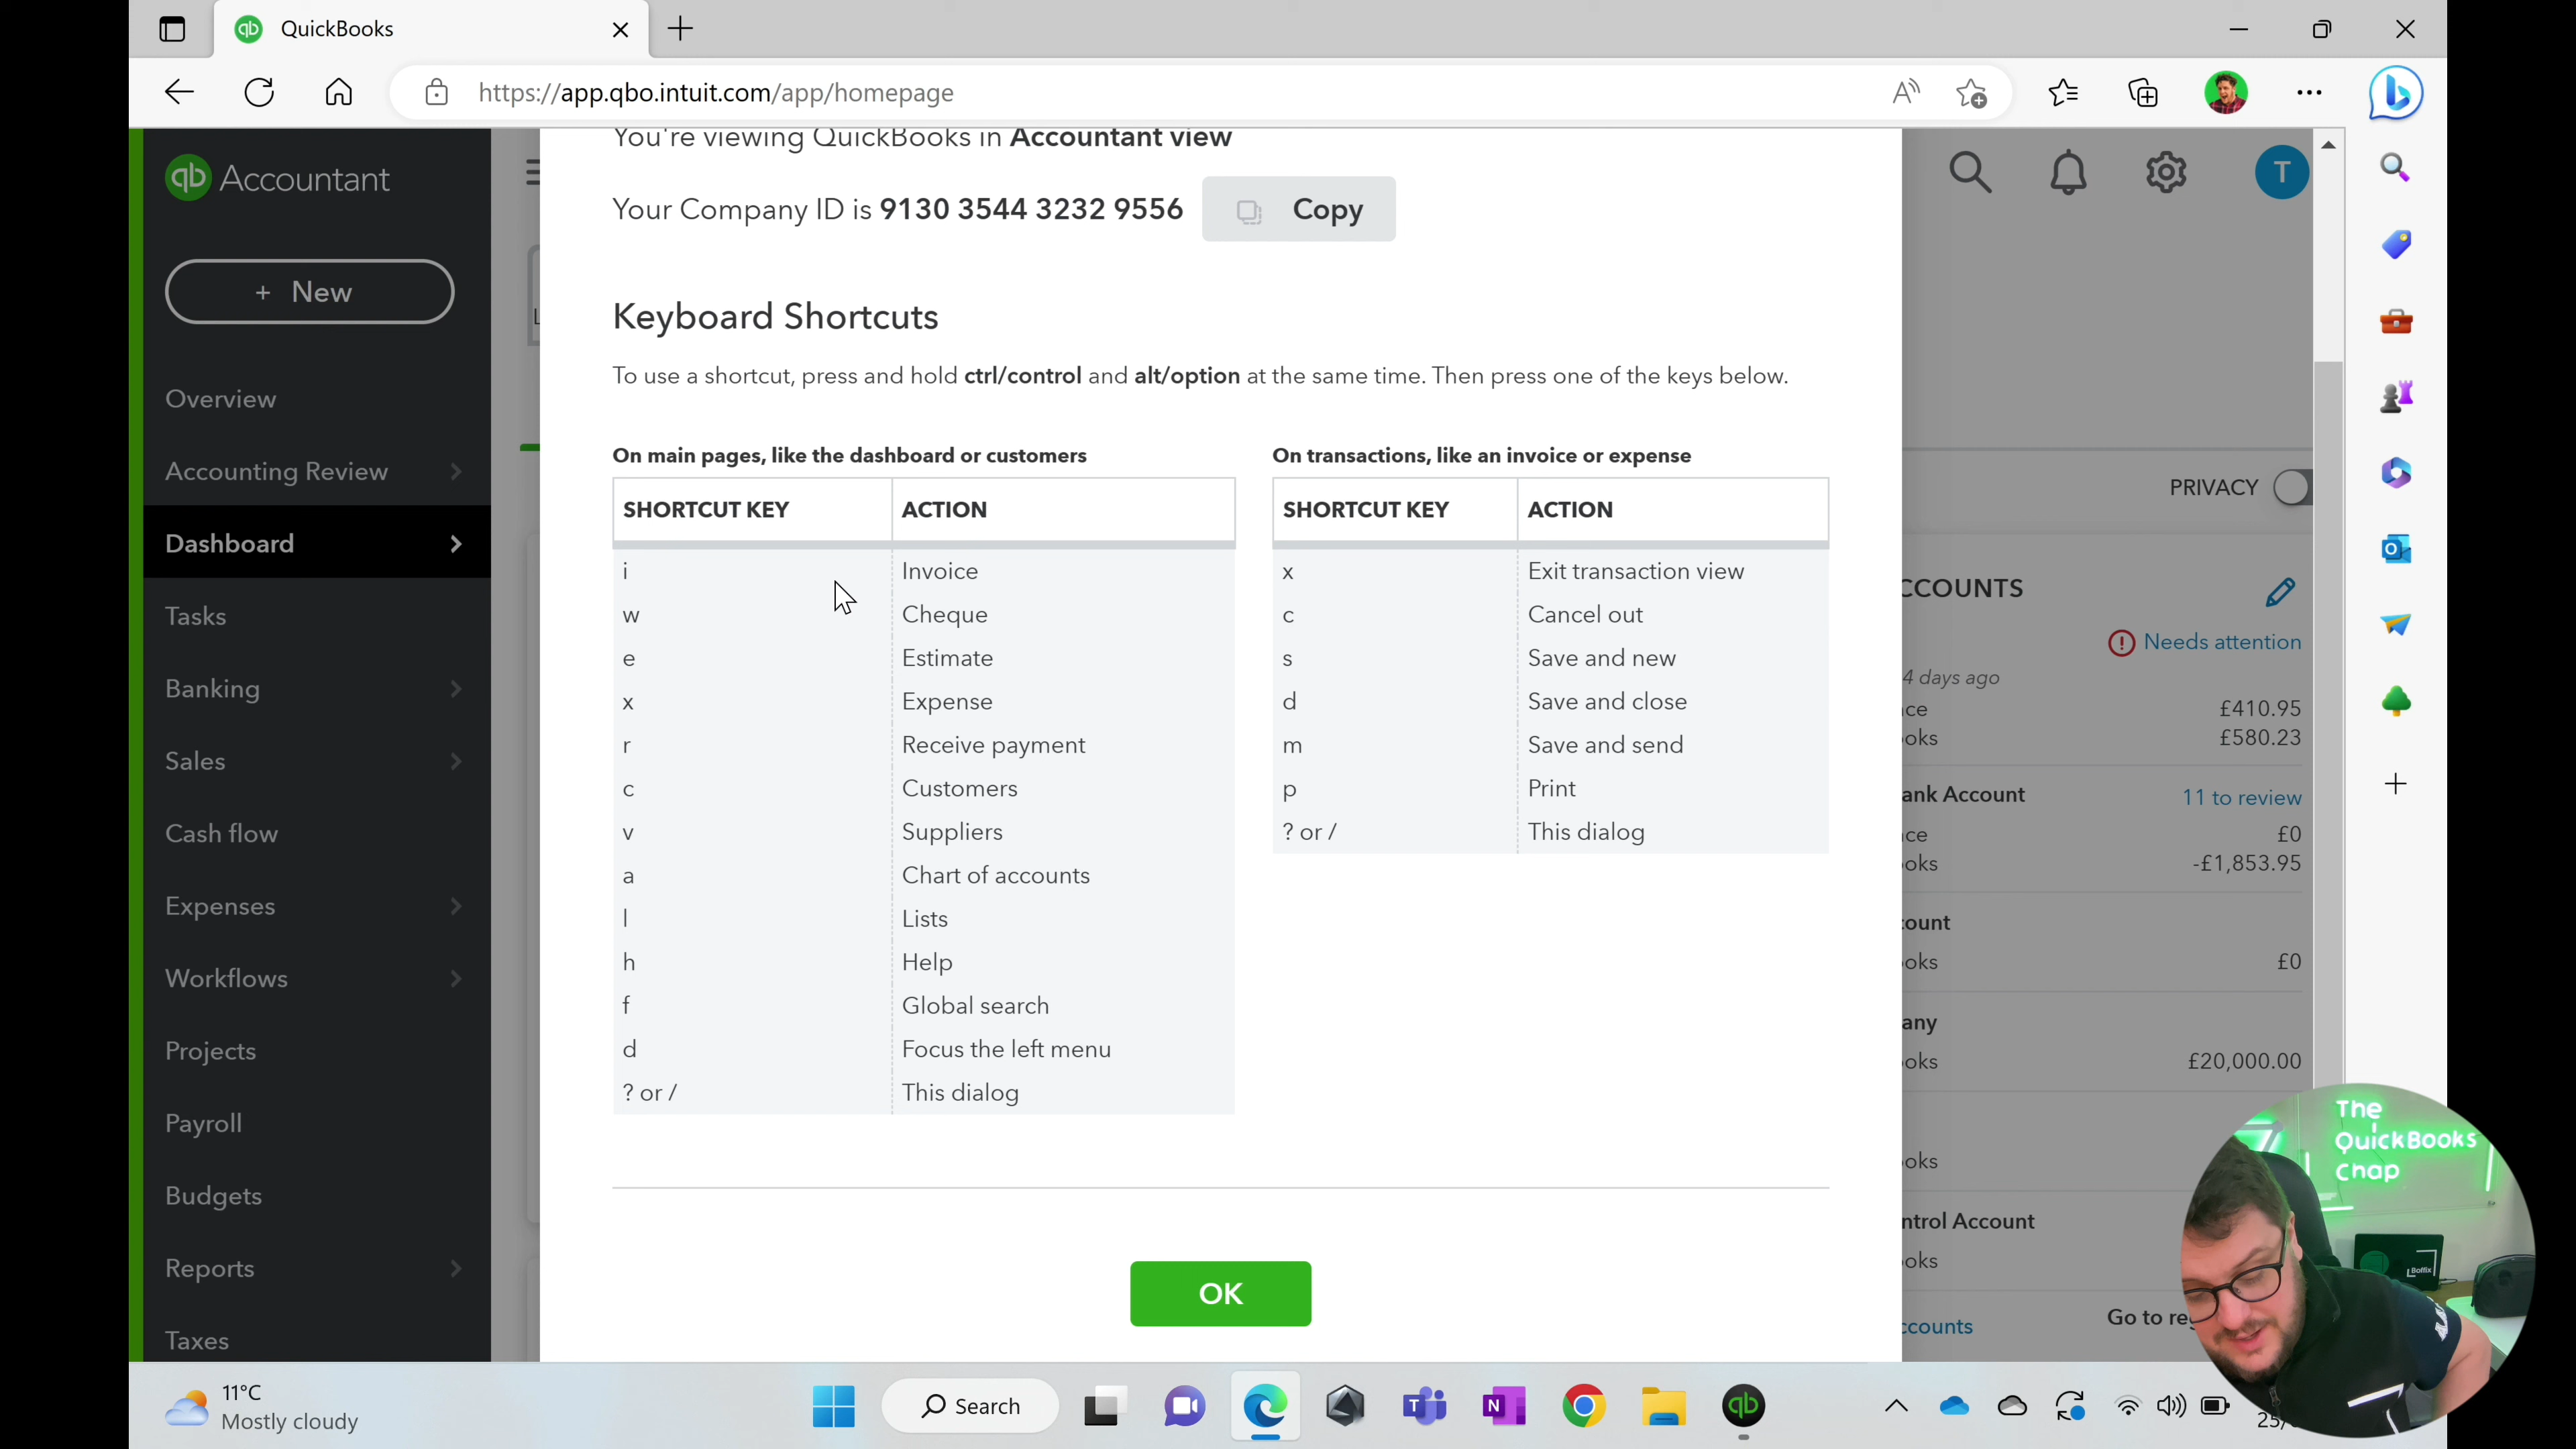 QuickBooks
https://app.qbo.intuit.com/app/homepage
qb Accountant
+ New
Overview
Accounting Review
Dashboard
Tasks
Banking
Sales
Cash flow
Expenses
Workflows
Projects
Payroll
Budgets
Reports
Taxes
You're viewing QuickBooks in Accountant view
Your Company ID is 9130 3544 3232 9556 Copy
Keyboard Shortcuts
To use a shortcut, press and hold ctrl/control and alt/option at the same time. Then press one of the keys below.
On main pages, like the dashboard or customers
SHORTCUT KEY ACTION
i Invoice
w Cheque
e Estimate
x Expense
r Receive payment
c Customers
v Suppliers
a Chart of accounts
l Lists
h Help
f Global search
d Focus the left menu
? or / This dialog
On transactions, like an invoice or expense
SHORTCUT KEY ACTION
x Exit transaction view
c Cancel out
s Save and new
d Save and close
m Save and send
p Print
? or / This dialog
OK
T
PRIVACY
CCOUNTS
Needs attention
4 days ago
ce £410.95
oks £580.23
ank Account 11 to review
ce £0
oks -£1,853.95
count
oks £0
any
oks £20,000.00
oks
ntrol Account
oks
ccounts Go to re
The
QuickBooks
Chap
Boffix
11°C
Mostly cloudy
Search
25/